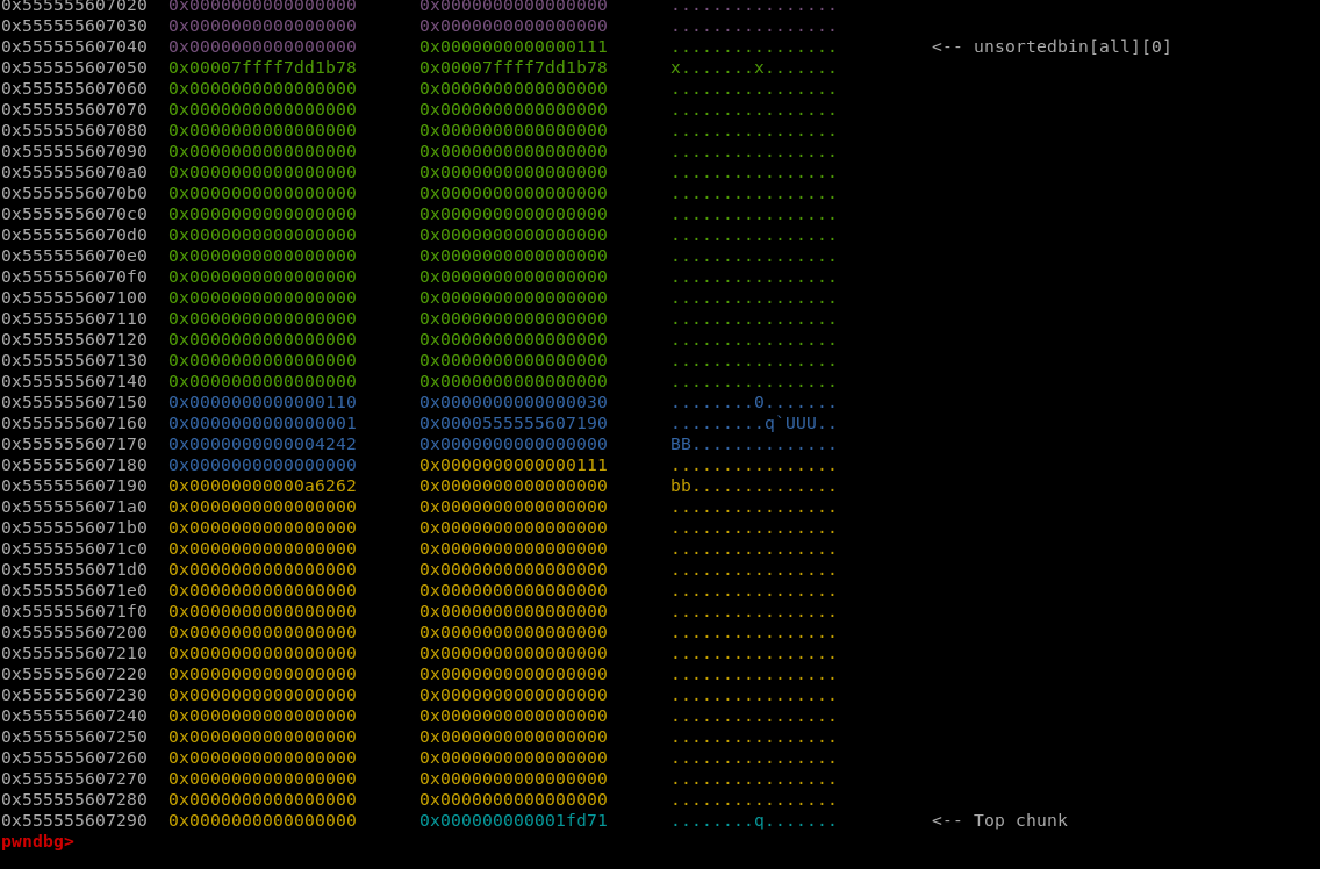 0x555555607020  0x0000000000000000      0x0000000000000000      ................
0x555555607030  0x0000000000000000      0x0000000000000000      ................
0x555555607040  0x0000000000000000      0x0000000000000111      ................         <-- unsortedbin[all][0]
0x555555607050  0x00007ffff7dd1b78      0x00007ffff7dd1b78      x.......x.......
0x555555607060  0x0000000000000000      0x0000000000000000      ................
0x555555607070  0x0000000000000000      0x0000000000000000      ................
0x555555607080  0x0000000000000000      0x0000000000000000      ................
0x555555607090  0x0000000000000000      0x0000000000000000      ................
0x5555556070a0  0x0000000000000000      0x0000000000000000      ................
0x5555556070b0  0x0000000000000000      0x0000000000000000      ................
0x5555556070c0  0x0000000000000000      0x0000000000000000      ................
0x5555556070d0  0x0000000000000000      0x0000000000000000      ................
0x5555556070e0  0x0000000000000000      0x0000000000000000      ................
0x5555556070f0  0x0000000000000000      0x0000000000000000      ................
0x555555607100  0x0000000000000000      0x0000000000000000      ................
0x555555607110  0x0000000000000000      0x0000000000000000      ................
0x555555607120  0x0000000000000000      0x0000000000000000      ................
0x555555607130  0x0000000000000000      0x0000000000000000      ................
0x555555607140  0x0000000000000000      0x0000000000000000      ................
0x555555607150  0x0000000000000110      0x0000000000000030      ........0.......
0x555555607160  0x0000000000000001      0x0000555555607190      .........q`UUU..
0x555555607170  0x0000000000004242      0x0000000000000000      BB..............
0x555555607180  0x0000000000000000      0x0000000000000111      ................
0x555555607190  0x00000000000a6262      0x0000000000000000      bb..............
0x5555556071a0  0x0000000000000000      0x0000000000000000      ................
0x5555556071b0  0x0000000000000000      0x0000000000000000      ................
0x5555556071c0  0x0000000000000000      0x0000000000000000      ................
0x5555556071d0  0x0000000000000000      0x0000000000000000      ................
0x5555556071e0  0x0000000000000000      0x0000000000000000      ................
0x5555556071f0  0x0000000000000000      0x0000000000000000      ................
0x555555607200  0x0000000000000000      0x0000000000000000      ................
0x555555607210  0x0000000000000000      0x0000000000000000      ................
0x555555607220  0x0000000000000000      0x0000000000000000      ................
0x555555607230  0x0000000000000000      0x0000000000000000      ................
0x555555607240  0x0000000000000000      0x0000000000000000      ................
0x555555607250  0x0000000000000000      0x0000000000000000      ................
0x555555607260  0x0000000000000000      0x0000000000000000      ................
0x555555607270  0x0000000000000000      0x0000000000000000      ................
0x555555607280  0x0000000000000000      0x0000000000000000      ................
0x555555607290  0x0000000000000000      0x000000000001fd71      ........q.......         <-- Top chunk
pwndbg>